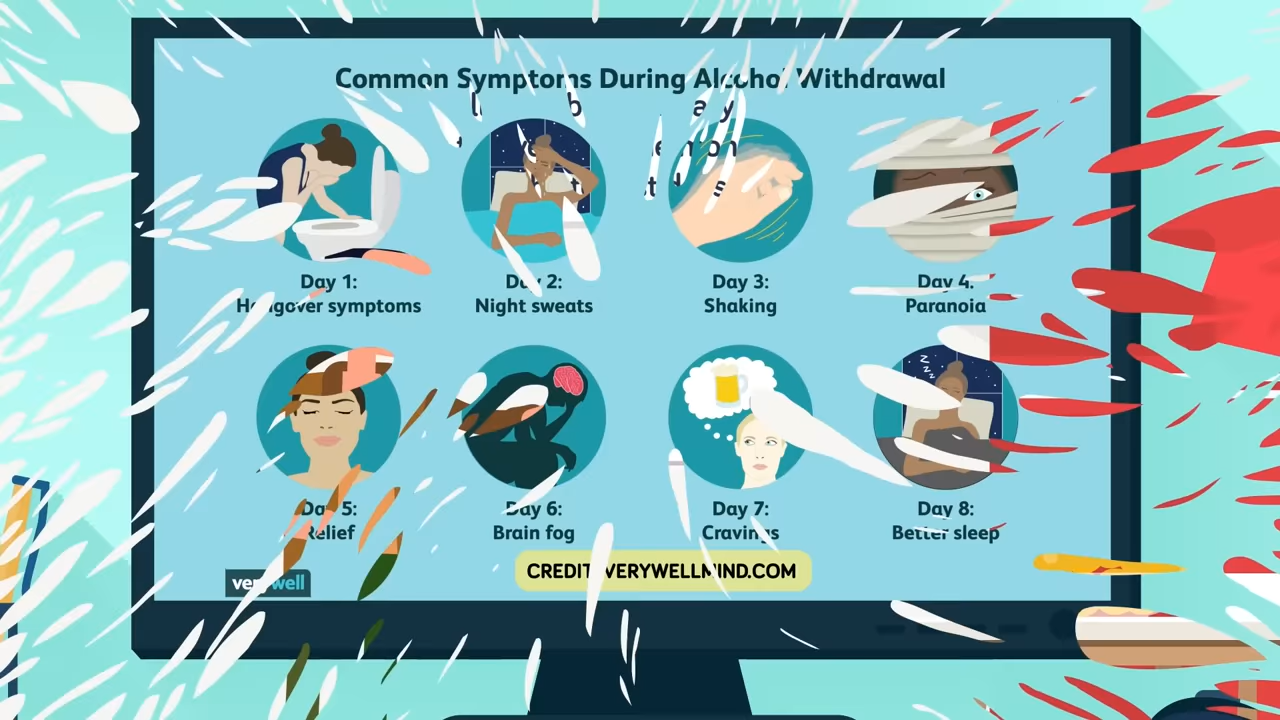 Common Symptoms During Alcohol Withdrawal
Day 1:
Hangover symptoms
Day 2:
Night sweats
Day 3:
Shaking
Day 4:
Paranoia
Day 5:
Relief
Day 6:
Brain fog
Day 7:
Cravings
Day 8:
Better sleep
verywell
CREDIT: VERYWELLMIND.COM